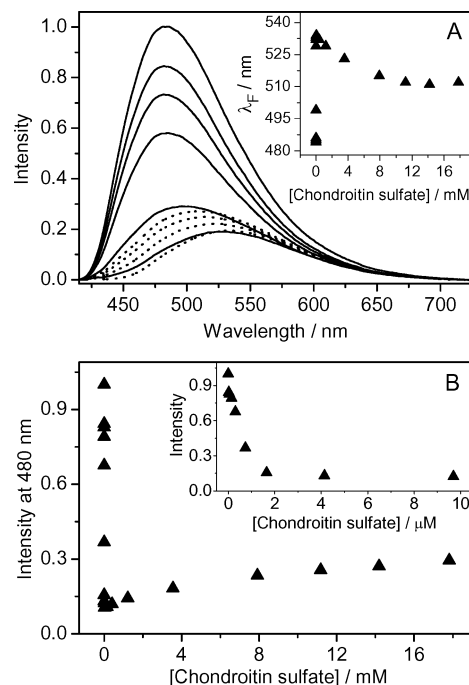 A
1.0
0.8
0.6
0.4
0.2
0.0
Intensity
450 500 550 600 650 700
Wavelength / nm
540
525
510
495
480
λF / nm
0 4 8 12 16
[Chondroitin sulfate] / mM
B
0.9
0.6
0.3
0.0
Intensity at 480 nm
0 4 8 12 16
[Chondroitin sulfate] / mM
0.9
0.6
0.3
0.0
Intensity
0 2 4 6 8 10
[Chondroitin sulfate] / μM